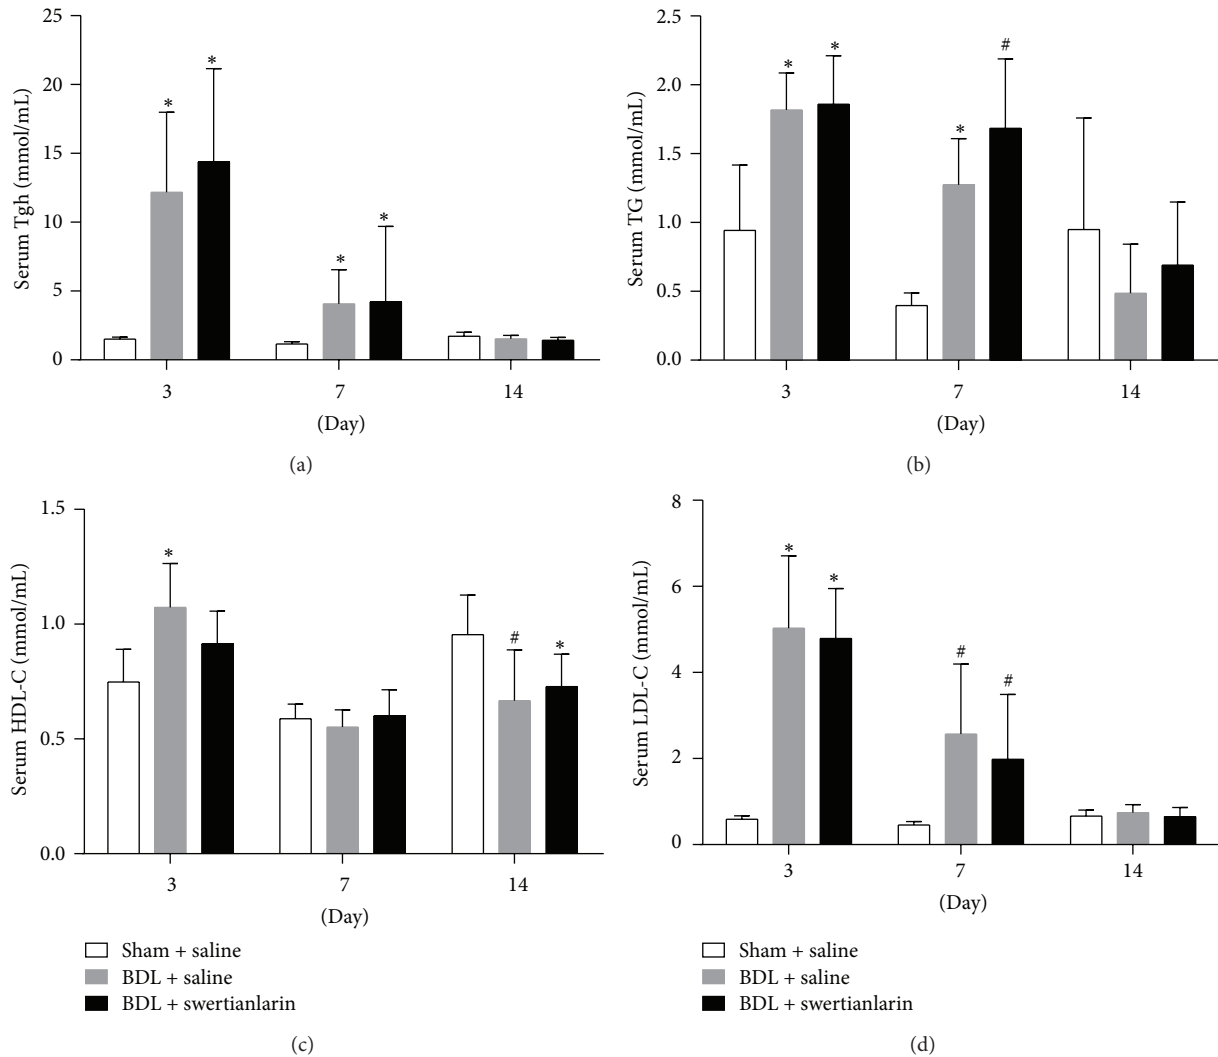 25
20
15
10
5
0
Serum Tgh (mmol/mL)
*
*
*
*
3
7
14
(Day)
(a)
2.5
2.0
1.5
1.0
0.5
0.0
Serum TG (mmol/mL)
*
*
*
#
3
7
14
(Day)
(b)
1.5
1.0
0.5
0.0
Serum HDL-C (mmol/mL)
*
#
*
3
7
14
(Day)
Sham + saline
BDL + saline
BDL + swertianlarin
(c)
8
6
4
2
0
Serum LDL-C (mmol/mL)
*
*
#
#
3
7
14
(Day)
Sham + saline
BDL + saline
BDL + swertianlarin
(d)